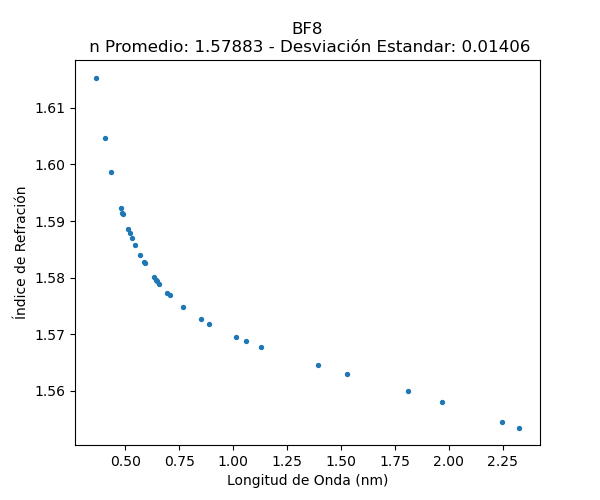 BF8
n Promedio: 1.57883 - Desviación Estandar: 0.01406
Índice de Refración
1.61
1.60
1.59
1.58
1.57
1.56
0.50 0.75 1.00 1.25 1.50 1.75 2.00 2.25
Longitud de Onda (nm)